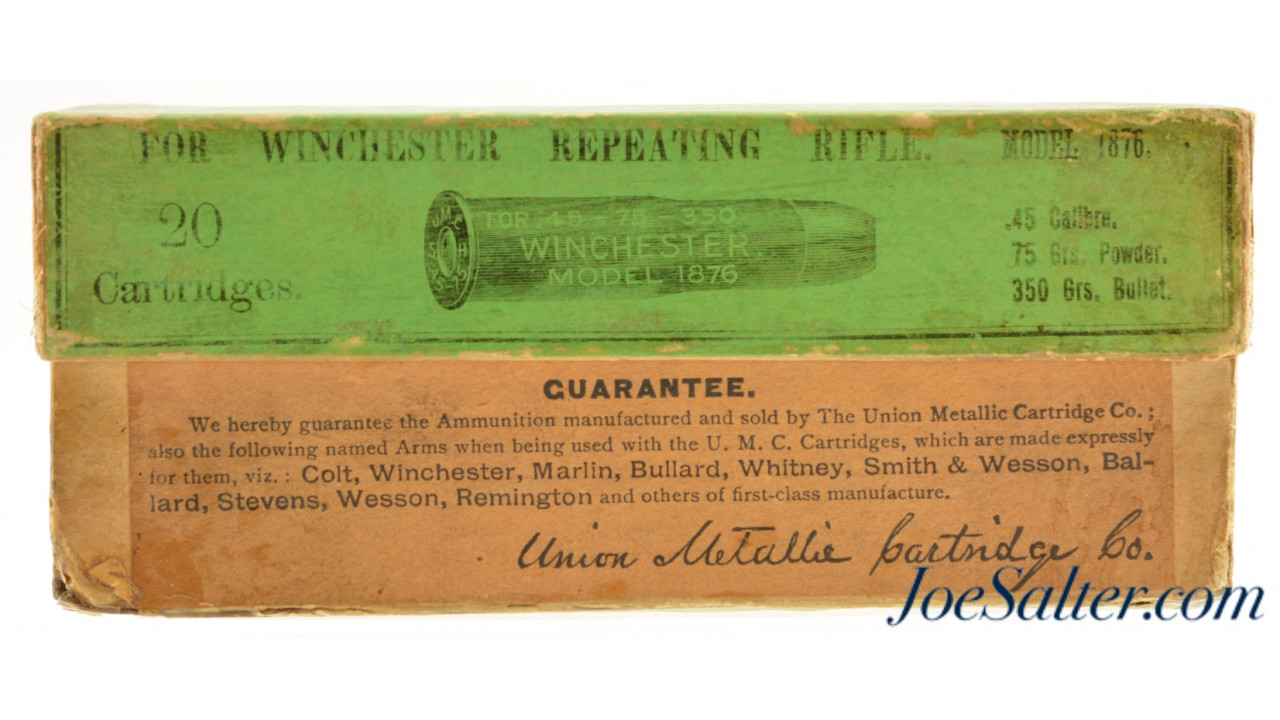 FOR WINCHESTER REPEATING RIFLE. MODEL 1876.
20
Cartridges.
U.M.C
S H
FOR .45-75-350
WINCHESTER.
MODEL 1876
.45 Calibre.
75 Grs. Powder.
350 Grs. Bullet.
GUARANTEE.
We hereby guarantee the Ammunition manufactured and sold by The Union Metallic Cartridge Co.;
also the following named Arms when being used with the U. M. C. Cartridges, which are made expressly
for them, viz.: Colt, Winchester, Marlin, Bullard, Whitney, Smith & Wesson, Bal-
lard, Stevens, Wesson, Remington and others of first-class manufacture.
Union Metallic Cartridge Co.
JoeSalter.com